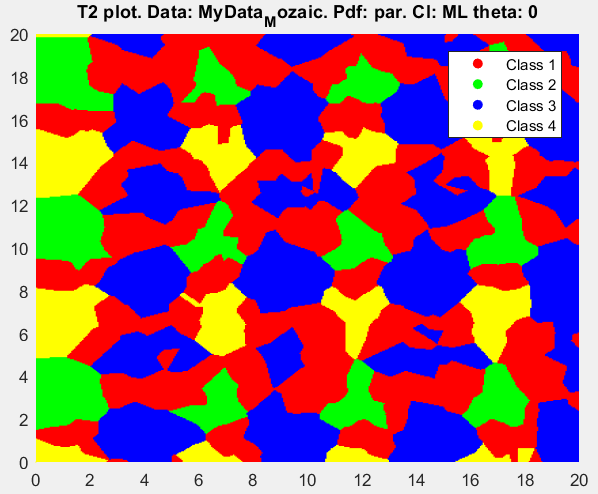 T2 plot. Data: MyData_Mozaic. Pdf: par. Cl: ML theta: 0
20
18
16
14
12
10
8
6
4
2
0
Class 1
Class 2
Class 3
Class 4
0 2 4 6 8 10 12 14 16 18 20